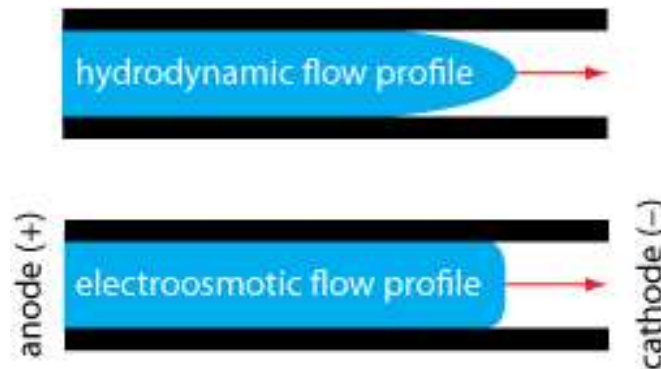 hydrodynamic flow profile
anode (+)
electroosmotic flow profile
cathode (−)